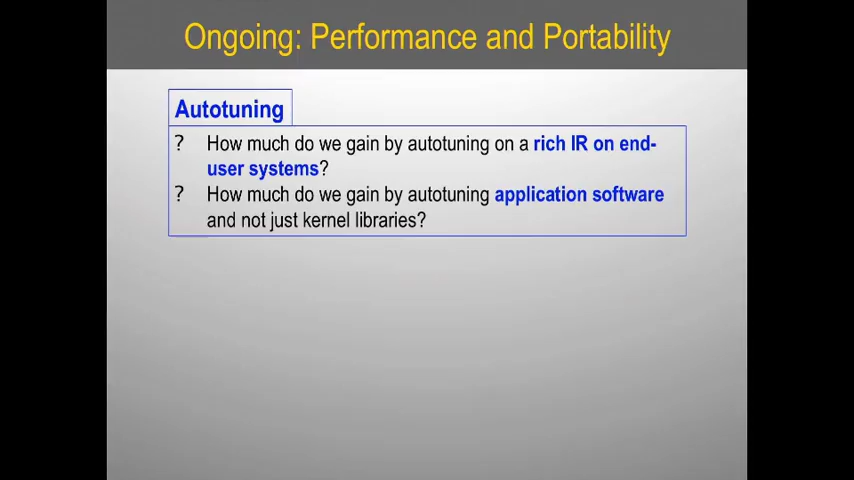 Ongoing: Performance and Portability
Autotuning
? How much do we gain by autotuning on a rich IR on end-
user systems?
? How much do we gain by autotuning application software
and not just kernel libraries?